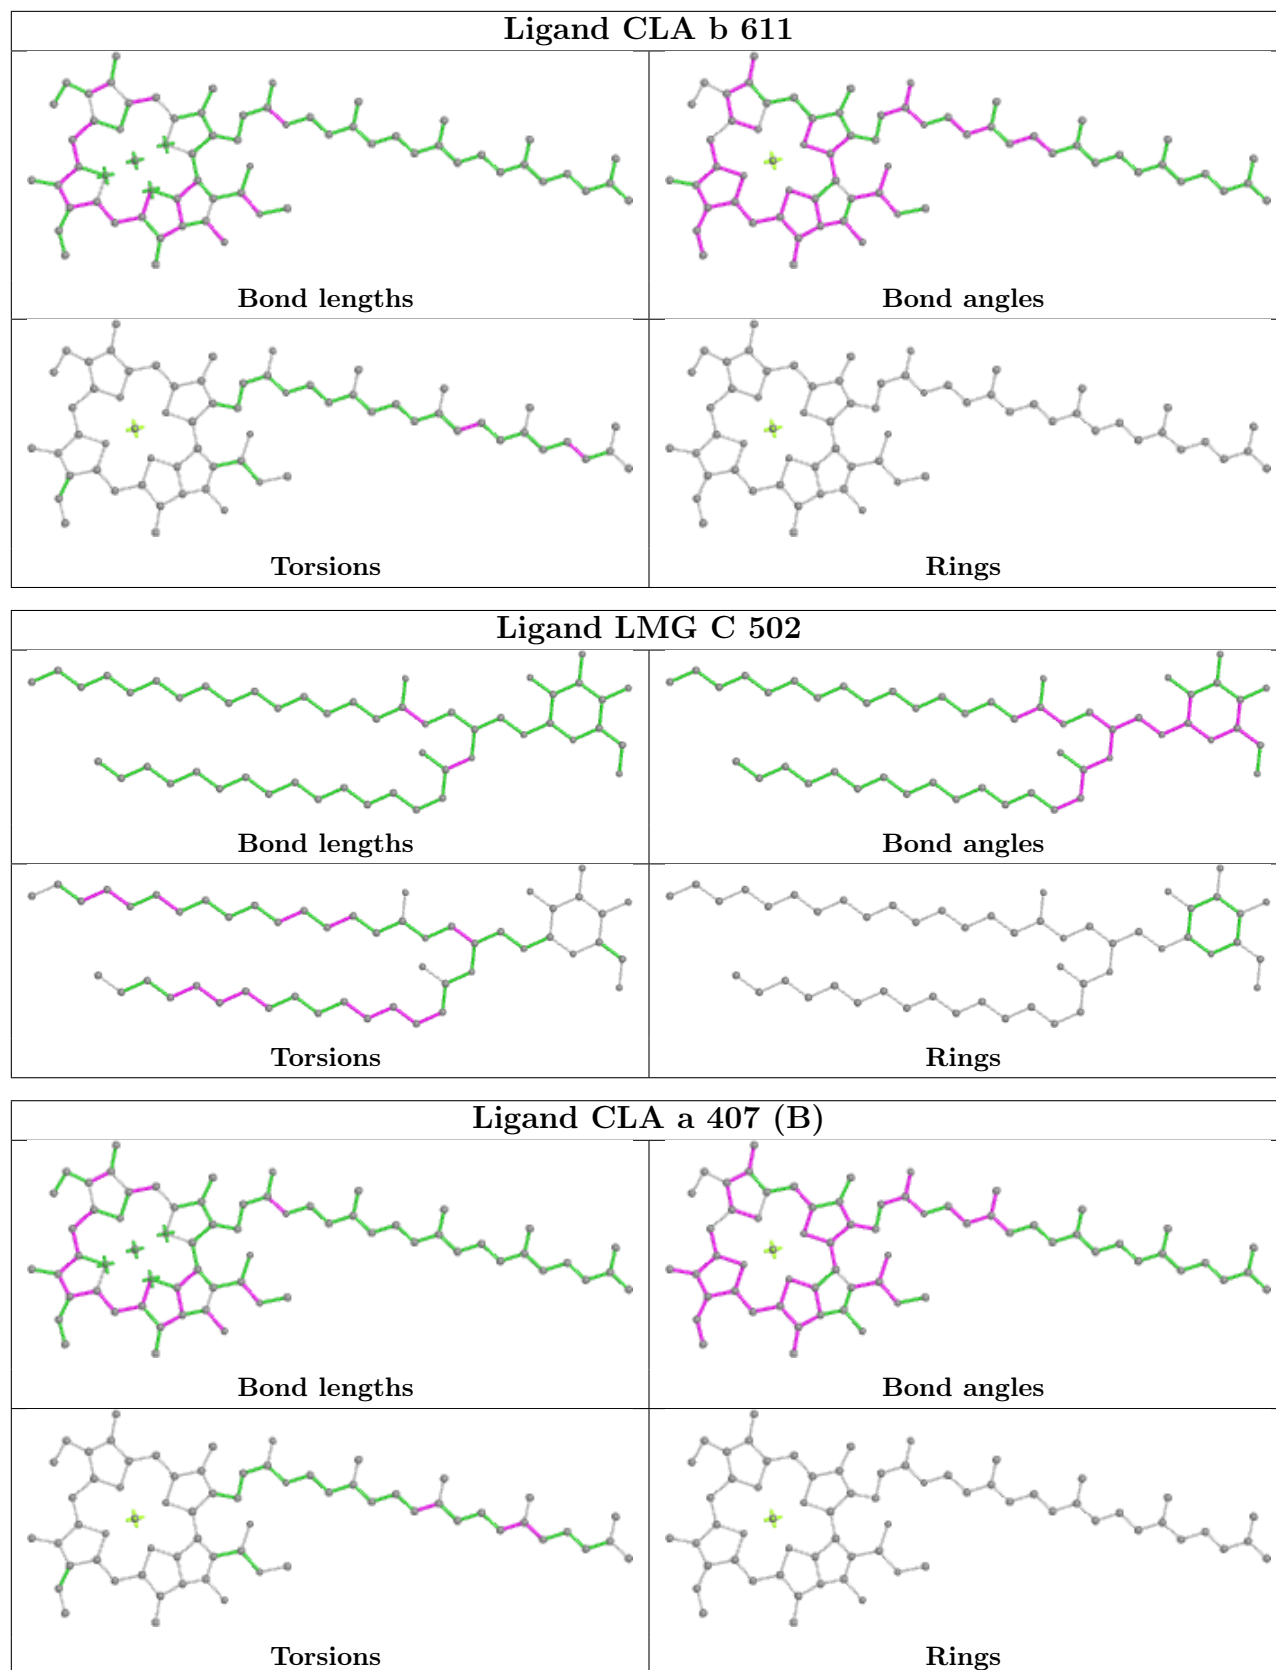 Ligand CLA b 611
Bond lengths
Bond angles
Torsions
Rings
Ligand LMG C 502
Bond lengths
Bond angles
Torsions
Rings
Ligand CLA a 407 (B)
Bond lengths
Bond angles
Torsions
Rings